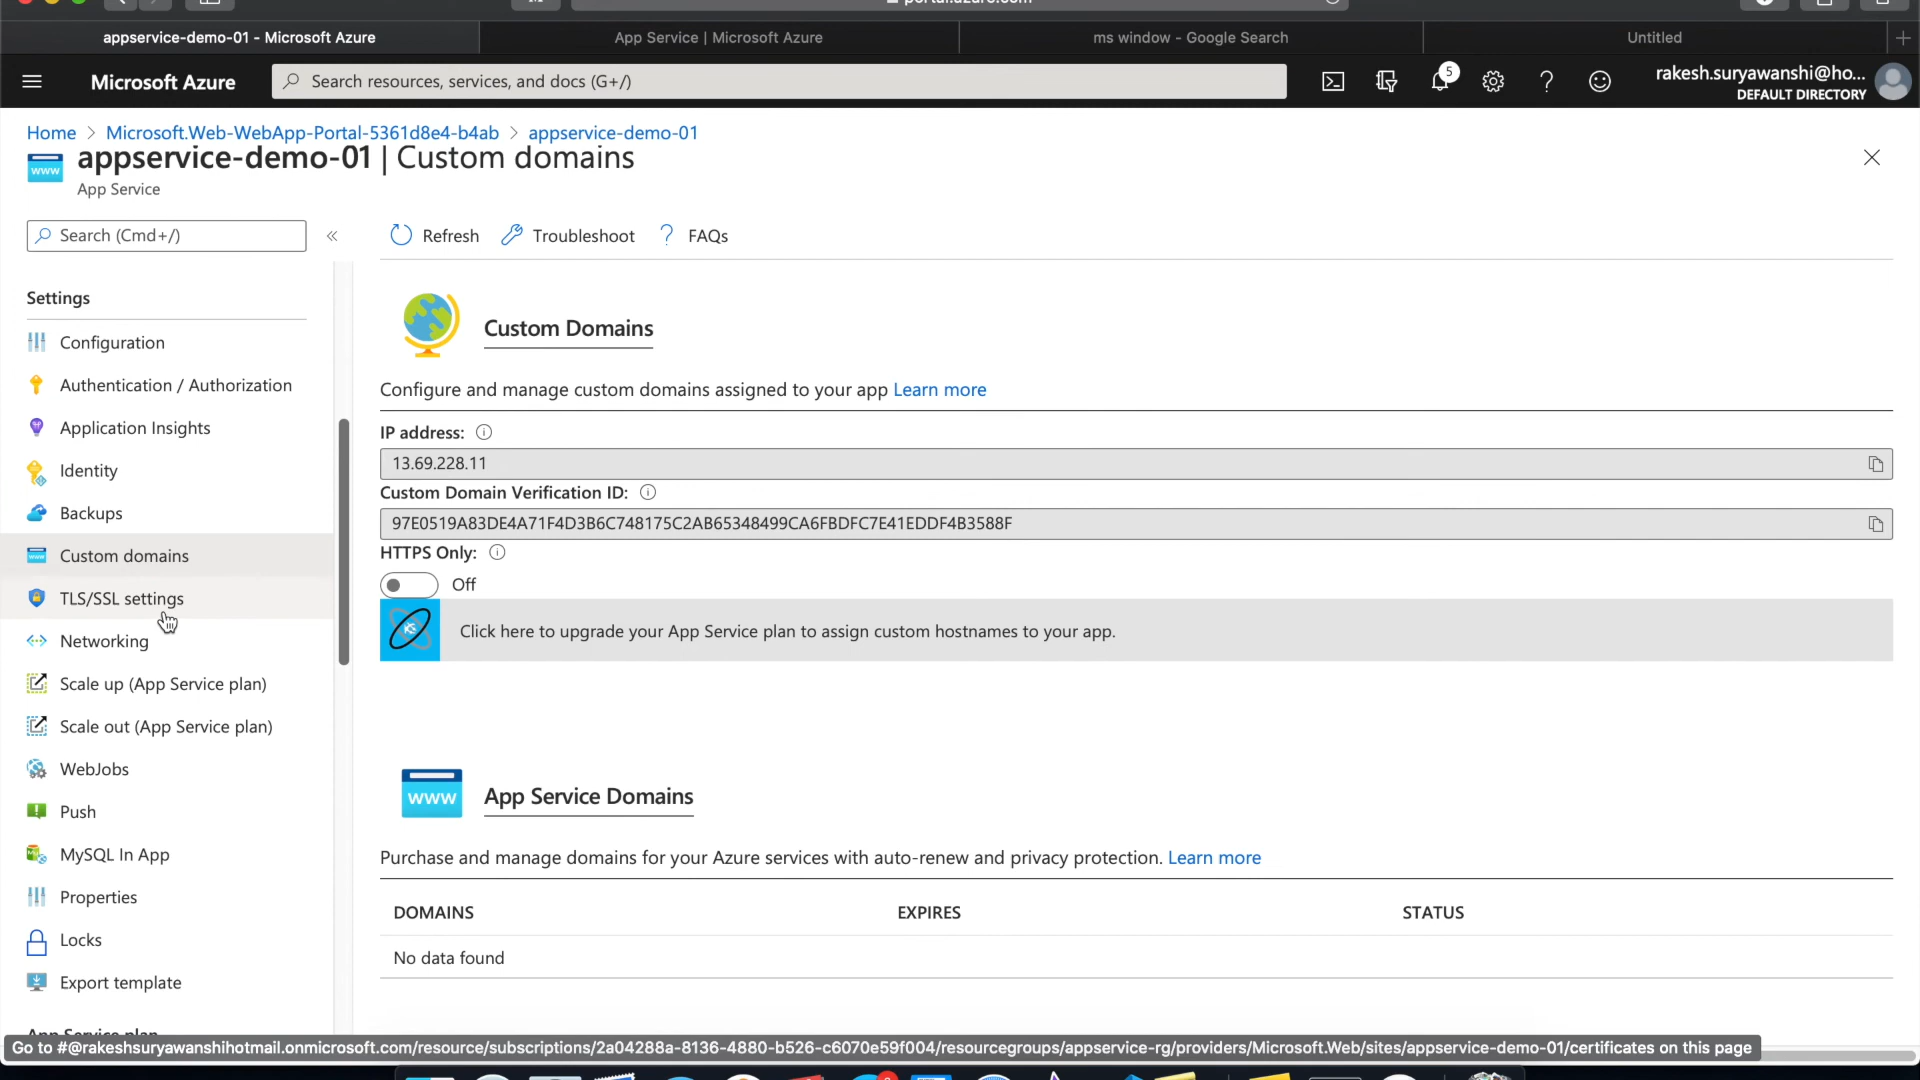 appservice-demo-01 - Microsoft Azure
App Service | Microsoft Azure
ms window - Google Search
Untitled
Microsoft Azure
Search resources, services, and docs (G+/)
5
rakesh.suryawanshi@ho...
DEFAULT DIRECTORY
Home > Microsoft.Web-WebApp-Portal-5361d8e4-b4ab > appservice-demo-01
appservice-demo-01 | Custom domains
App Service
Search (Cmd+/)
«
Refresh
Troubleshoot
FAQs
Settings
Configuration
Authentication / Authorization
Application Insights
Identity
Backups
Custom domains
TLS/SSL settings
Networking
Scale up (App Service plan)
Scale out (App Service plan)
WebJobs
Push
MySQL In App
Properties
Locks
Export template
App Service plan
Custom Domains
Configure and manage custom domains assigned to your app Learn more
IP address:
13.69.228.11
Custom Domain Verification ID:
97E0519A83DE4A71F4D3B6C748175C2AB65348499CA6FBDFC7E41EDDF4B3588F
HTTPS Only:
Off
Click here to upgrade your App Service plan to assign custom hostnames to your app.
www
App Service Domains
Purchase and manage domains for your Azure services with auto-renew and privacy protection. Learn more
DOMAINS EXPIRES STATUS
No data found
Go to #@rakeshsuryawanshihotmail.onmicrosoft.com/resource/subscriptions/2a04288a-8136-4880-b526-c6070e59f004/resourcegroups/appservice-rg/providers/Microsoft.Web/sites/appservice-demo-01/certificates on this page